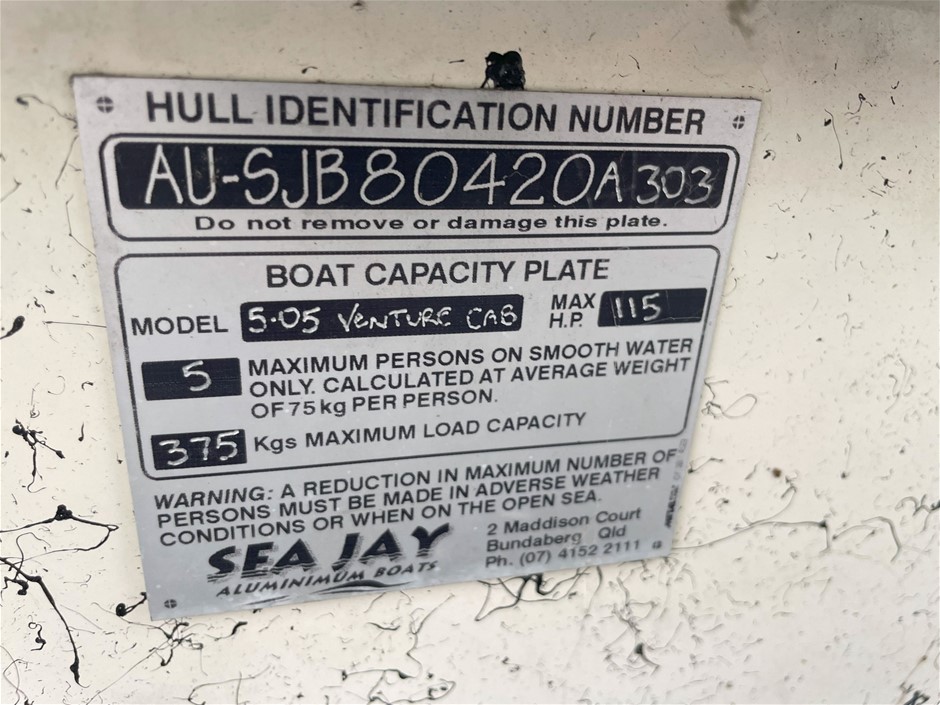 HULL IDENTIFICATION NUMBER
AU-SJB80420A303
Do not remove or damage this plate.
BOAT CAPACITY PLATE
MODEL 5.05 VENTURE CAB MAX H.P. 115
5 MAXIMUM PERSONS ON SMOOTH WATER
ONLY. CALCULATED AT AVERAGE WEIGHT
OF 75kg PER PERSON.
375 Kgs MAXIMUM LOAD CAPACITY
WARNING: A REDUCTION IN MAXIMUM NUMBER OF
PERSONS MUST BE MADE IN ADVERSE WEATHER
CONDITIONS OR WHEN ON THE OPEN SEA.
SEA JAY
ALUMINIMUM BOATS
2 Maddison Court
Bundaberg Qld
Ph. (07) 4152 2111